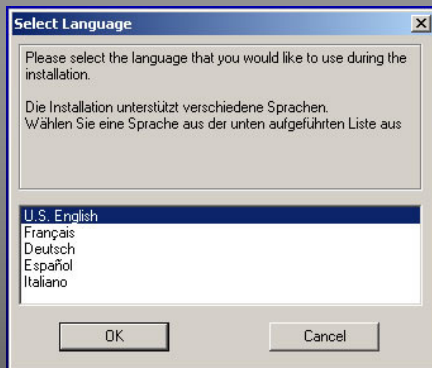 Select Language
Please select the language that you would like to use during the
installation.
Die Installation unterstützt verschiedene Sprachen.
Wählen Sie eine Sprache aus der unten aufgeführten Liste aus
U.S. English
Français
Deutsch
Español
Italiano
OK
Cancel